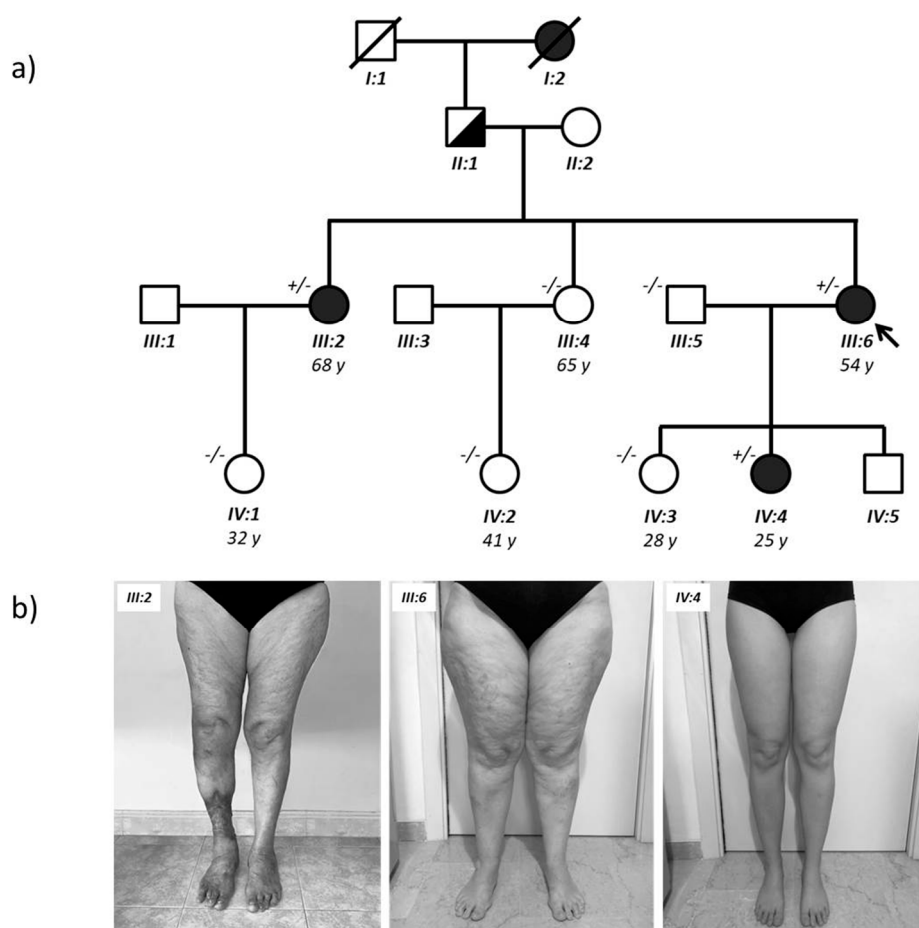 a)
I:1
I:2
II:1
II:2
+/-
-/-
-/-
+/-
III:1
III:2
III:3
III:4
III:5
III:6
68 y
65 y
54 y
-/-
-/-
-/-
+/-
IV:1
IV:2
IV:3
IV:4
IV:5
32 y
41 y
28 y
25 y
b)
III:2
III:6
IV:4